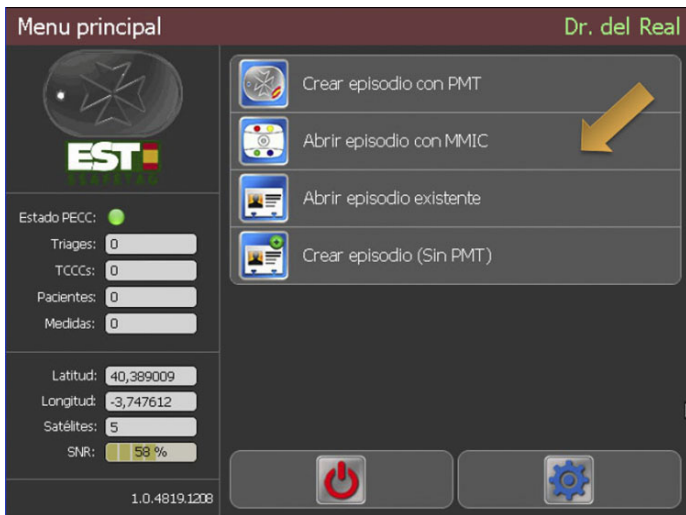 Menu principal
Dr. del Real
EST
Crear episodio con PMT
Abrir episodio con MMIC
Abrir episodio existente
Crear episodio (Sin PMT)
Estado PECC:
Triages: 0
TCCCs: 0
Pacientes: 0
Medidas: 0
Latitud: 40,389009
Longitud: -3,747612
Satélites: 5
SNR: 58 %
1.0.4819.1208